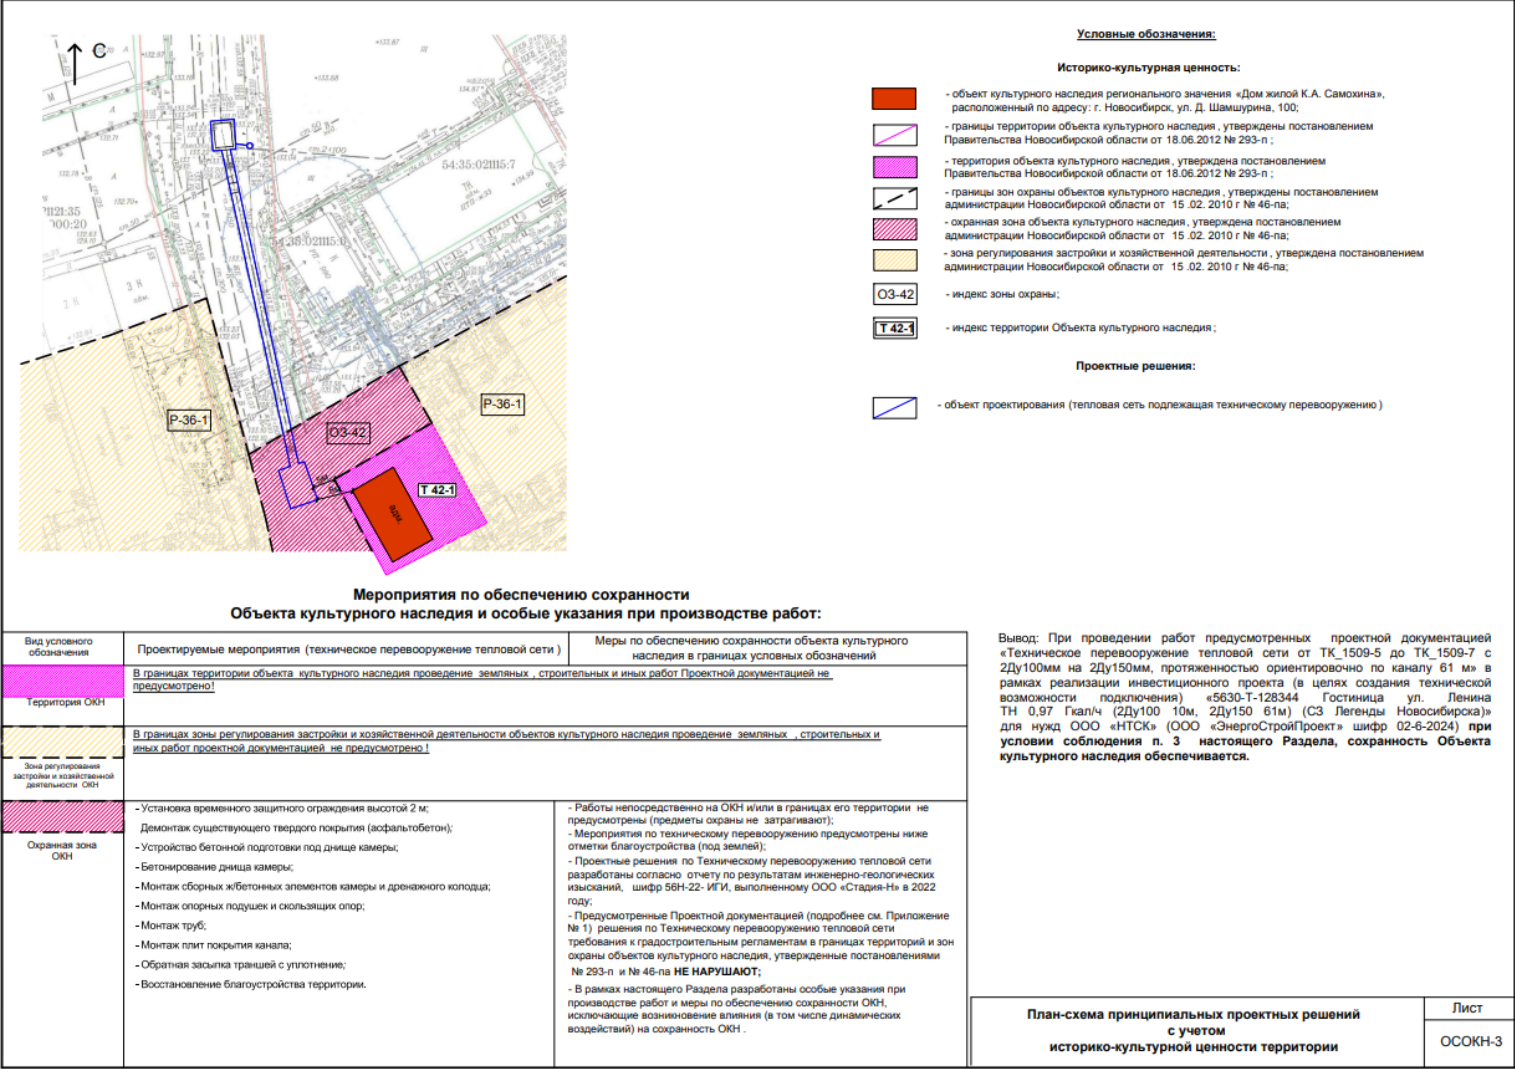 С
54:35:021115:7
54:35:021115:
1121:35
000:20
Р-36-1
Р-36-1
ОЗ-42
Т 42-1
адм.
Условные обозначения:
Историко-культурная ценность:
- объект культурного наследия регионального значения «Дом жилой К.А. Самохина»,
расположенный по адресу: г. Новосибирск, ул. Д. Шамшурина, 100;
- границы территории объекта культурного наследия , утверждены постановлением
Правительства Новосибирской области от 18.06.2012 № 293-п ;
- территория объекта культурного наследия, утверждена постановлением
Правительства Новосибирской области от 18.06.2012 № 293-п ;
- границы зон охраны объектов культурного наследия , утверждены постановлением
администрации Новосибирской области от 15 .02. 2010 г № 46-па;
- охранная зона объекта культурного наследия , утверждена постановлением
администрации Новосибирской области от 15 .02. 2010 г № 46-па;
- зона регулирования застройки и хозяйственной деятельности , утверждена постановлением
администрации Новосибирской области от 15 .02. 2010 г № 46-па;
ОЗ-42 - индекс зоны охраны;
Т 42-1 - индекс территории Объекта культурного наследия ;
Проектные решения:
- объект проектирования (тепловая сеть подлежащая техническому перевооружению )
Мероприятия по обеспечению сохранности
Объекта культурного наследия и особые указания при производстве работ:
Вид условного
обозначения
Проектируемые мероприятия (техническое перевооружение тепловой сети )
Меры по обеспечению сохранности объекта культурного
наследия в границах условных обозначений
Территория ОКН
В границах территории объекта культурного наследия проведение земляных , строительных и иных работ Проектной документацией не
предусмотрено!
Зона регулирования
застройки и хозяйственной
деятельности ОКН
В границах зоны регулирования застройки и хозяйственной деятельности объектов культурного наследия проведение земляных , строительных и
иных работ проектной документацией не предусмотрено !
Охранная зона
ОКН
- Установка временного защитного ограждения высотой 2 м;
Демонтаж существующего твердого покрытия (асфальтобетон);
- Устройство бетонной подготовки под днище камеры;
- Бетонирование днища камеры;
- Монтаж сборных ж/бетонных элементов камеры и дренажного колодца;
- Монтаж опорных подушек и скользящих опор;
- Монтаж труб;
- Монтаж плит покрытия канала;
- Обратная засыпка траншей с уплотнение;
- Восстановление благоустройства территории.
- Работы непосредственно на ОКН и/или в границах его территории не
предусмотрены (предметы охраны не затрагивают);
- Мероприятия по техническому перевооружению предусмотрены ниже
отметки благоустройства (под землей);
- Проектные решения по Техническому перевооружению тепловой сети
разработаны согласно отчету по результатам инженерно-геологических
изысканий, шифр 56Н-22- ИГИ, выполненному ООО «Стадия-Н» в 2022
году;
- Предусмотренные Проектной документацией (подробнее см. Приложение
№ 1) решения по Техническому перевооружению тепловой сети
требования к градостроительным регламентам в границах территорий и зон
охраны объектов культурного наследия, утвержденные постановлениями
№ 293-п и № 46-па НЕ НАРУШАЮТ;
- В рамках настоящего Раздела разработаны особые указания при
производстве работ и меры по обеспечению сохранности ОКН,
исключающие возникновение влияния (в том числе динамических
воздействий) на сохранность ОКН .
Вывод: При проведении работ предусмотренных проектной документацией
«Техническое перевооружение тепловой сети от ТК_1509-5 до ТК_1509-7 с
2Ду100мм на 2Ду150мм, протяженностью ориентировочно по каналу 61 м» в
рамках реализации инвестиционного проекта (в целях создания технической
возможности подключения) «5630-Т-128344 Гостиница ул. Ленина
ТН 0,97 Гкал/ч (2Ду100 10м, 2Ду150 61м) (СЗ Легенды Новосибирска)»
для нужд ООО «НТСК» (ООО «ЭнергоСтройПроект» шифр 02-6-2024) при
условии соблюдения п. 3 настоящего Раздела, сохранность Объекта
культурного наследия обеспечивается.
План-схема принципиальных проектных решений
с учетом
историко-культурной ценности территории
Лист
ОСОКН-3